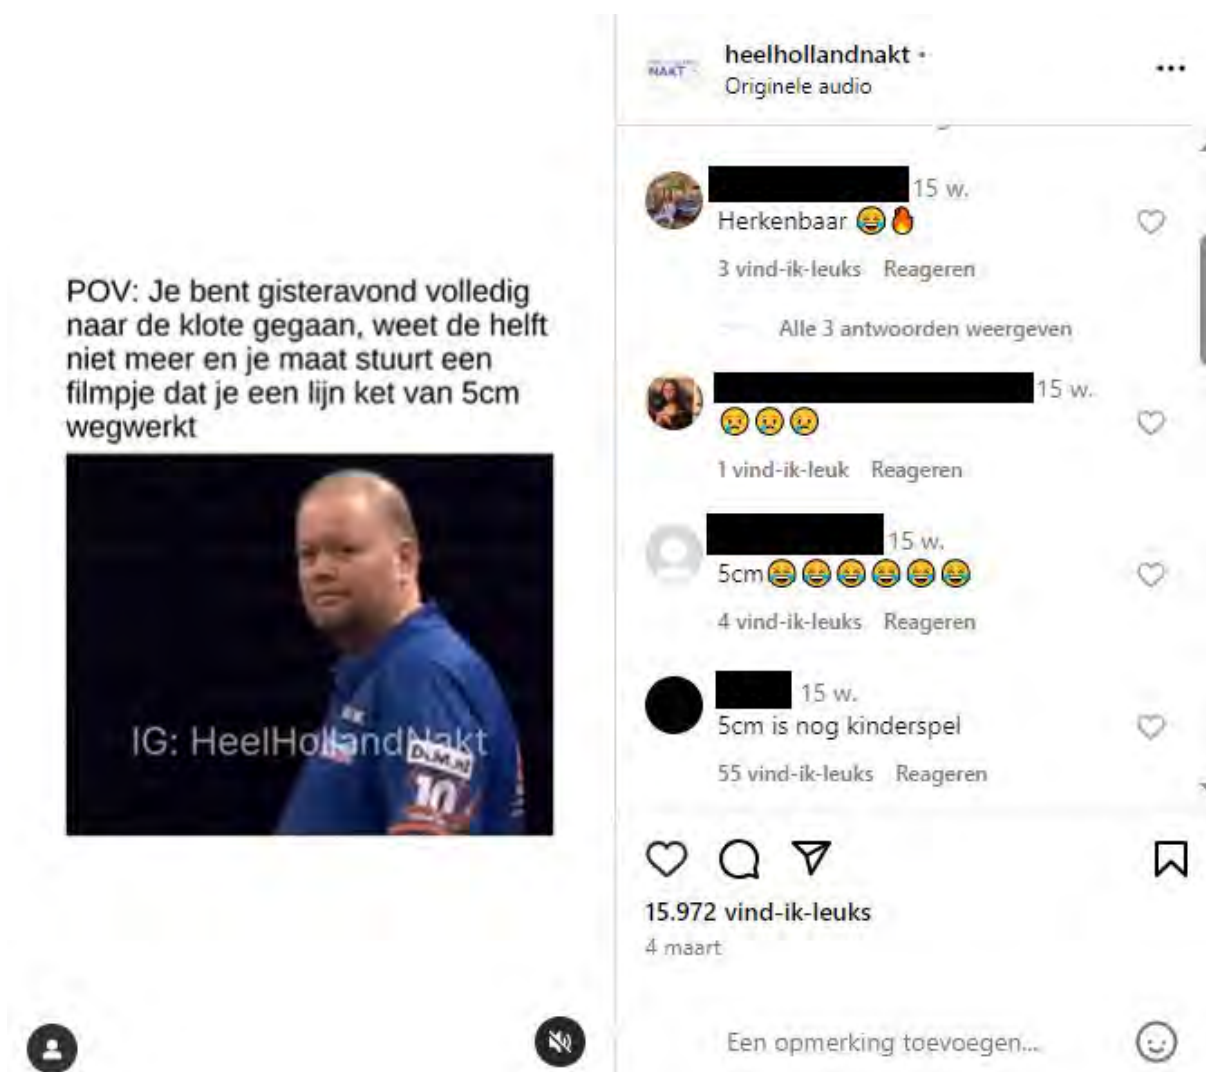 POV: Je bent gisteravond volledig
naar de klote gegaan, weet de helft
niet meer en je maat stuurt een
filmpje dat je een lijn ket van 5cm
wegwerkt
IG: HeelHollandNakt
10
NAKT
heelhollandnakt •
Originele audio
15 w.
Herkenbaar 😂🔥
3 vind-ik-leuks Reageren
Alle 3 antwoorden weergeven
15 w.
😢😢😢
1 vind-ik-leuk Reageren
15 w.
5cm😂😂😂😂😂😂
4 vind-ik-leuks Reageren
15 w.
5cm is nog kinderspel
55 vind-ik-leuks Reageren
15.972 vind-ik-leuks
4 maart
Een opmerking toevoegen...